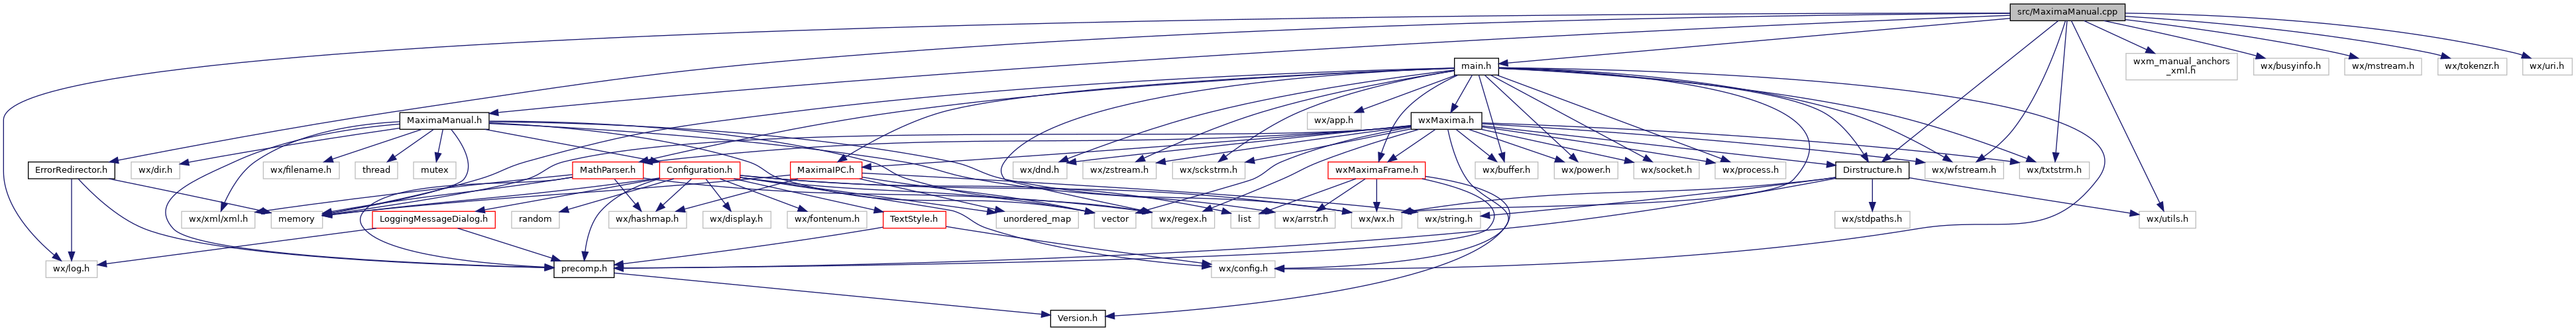 src/MaximaManual.cpp
main.h
wxm_manual_anchors
_xml.h
wx/busyinfo.h
wx/mstream.h
wx/tokenzr.h
wx/uri.h
MaximaManual.h
wx/app.h
wxMaxima.h
ErrorRedirector.h
wx/dir.h
wx/filename.h
thread
mutex
MathParser.h
Configuration.h
MaximaIPC.h
wx/dnd.h
wx/zstream.h
wx/sckstrm.h
wxMaximaFrame.h
wx/buffer.h
wx/power.h
wx/socket.h
wx/process.h
Dirstructure.h
wx/wfstream.h
wx/txtstrm.h
wx/xml/xml.h
memory
LoggingMessageDialog.h
random
wx/hashmap.h
wx/display.h
wx/fontenum.h
TextStyle.h
unordered_map
vector
wx/regex.h
list
wx/arrstr.h
wx/wx.h
wx/string.h
wx/stdpaths.h
wx/utils.h
wx/log.h
precomp.h
wx/config.h
Version.h